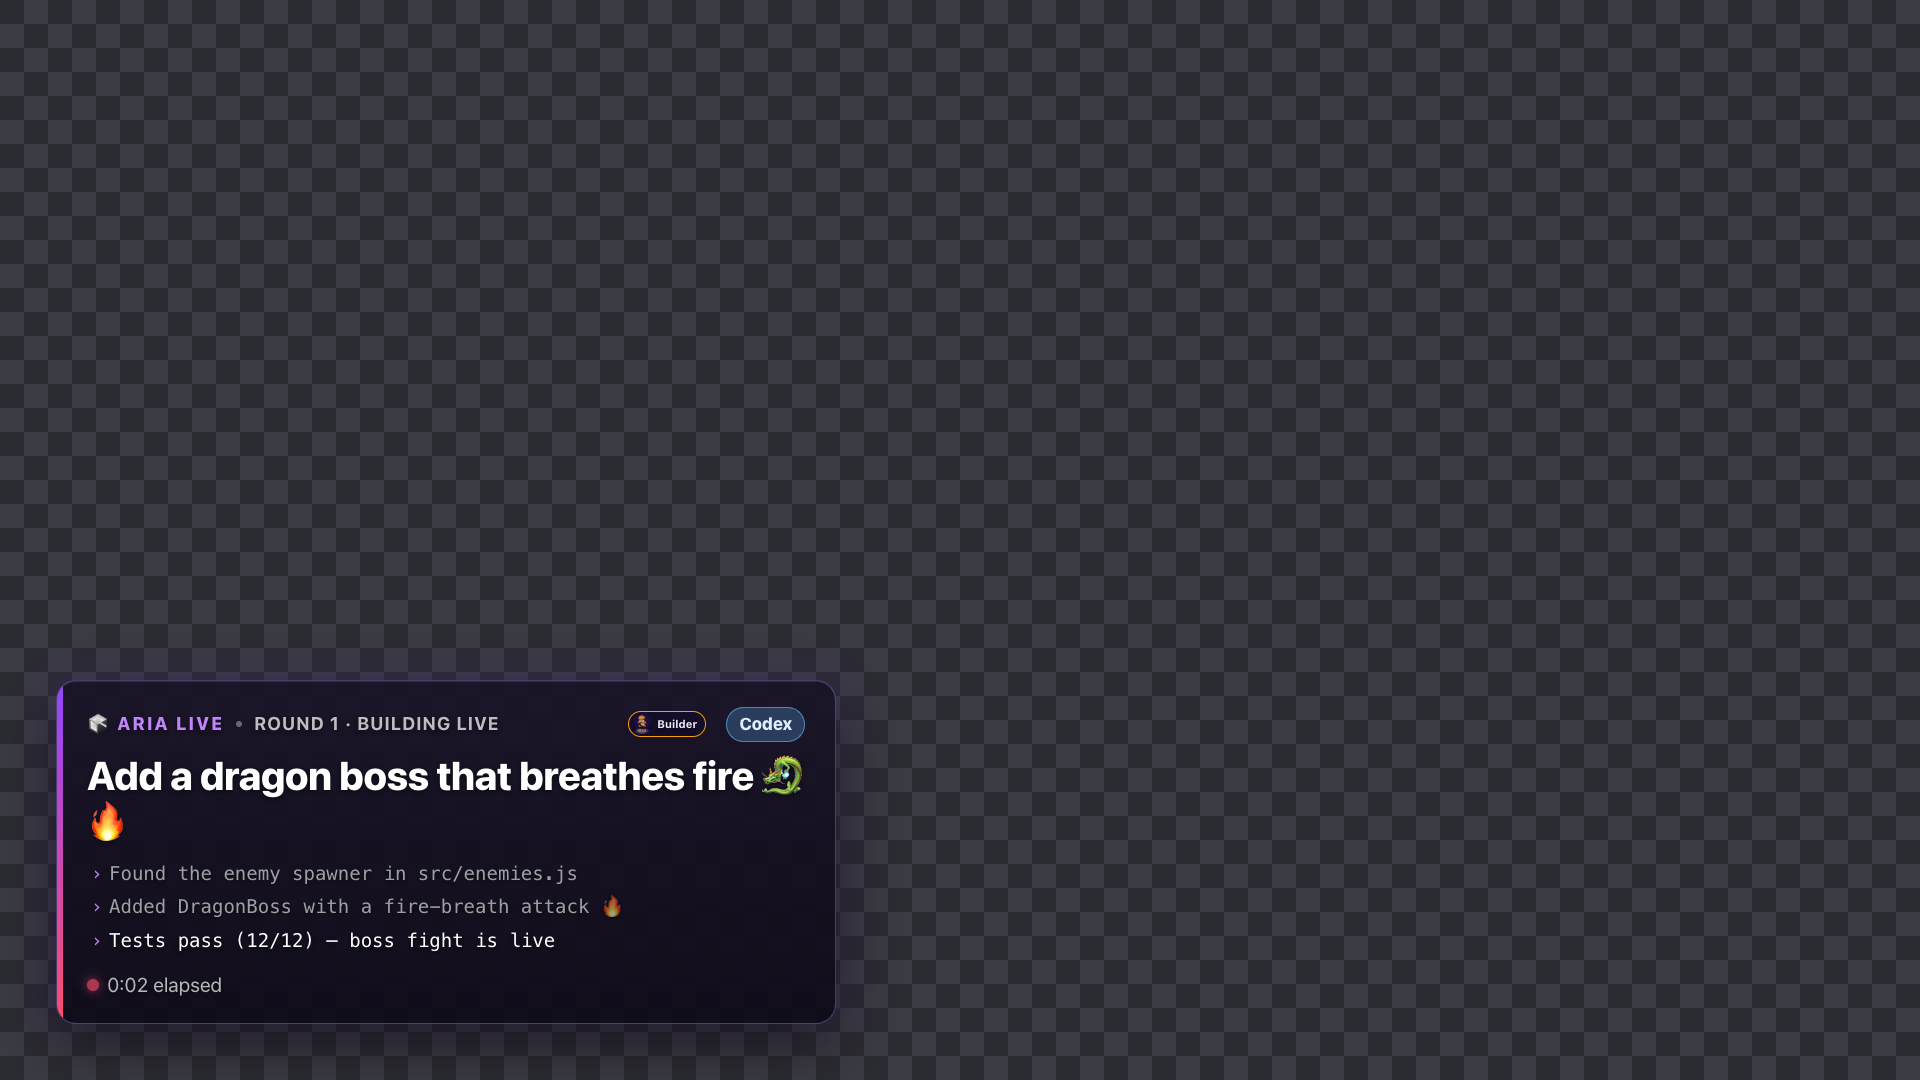 ARIA LIVE • ROUND 1 · BUILDING LIVE
Builder
Codex
Add a dragon boss that breathes fire 🐉
🔥
› Found the enemy spawner in src/enemies.js
› Added DragonBoss with a fire-breath attack 🔥
› Tests pass (12/12) — boss fight is live
0:02 elapsed